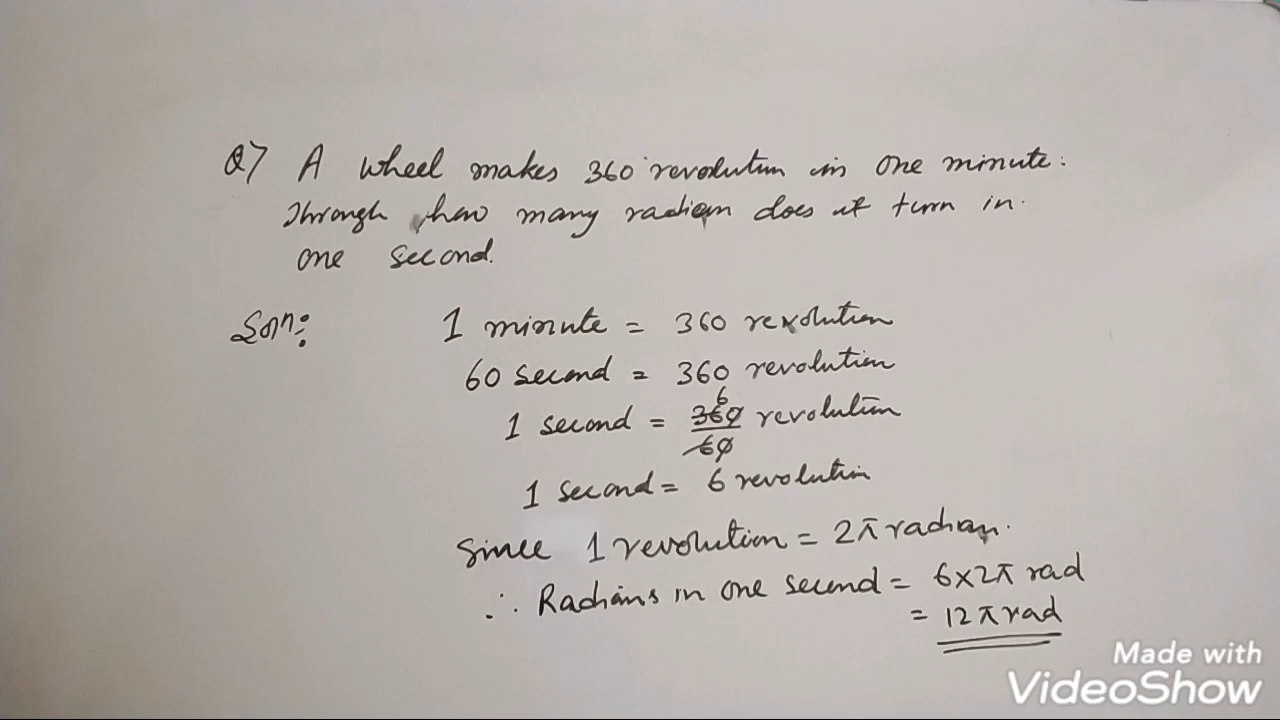 Q7 A wheel makes 360 revolution in one minute.
Through how many radian does it turn in
one second.
Solⁿ: 1 minute = 360 revolution
60 second = 360 revolution
1 second = 360/60 6 revolution
1 second = 6 revolution
Since 1 revolution = 2π radian.
∴ Radians in one second = 6×2π rad
= 12π rad
Made with
VideoShow